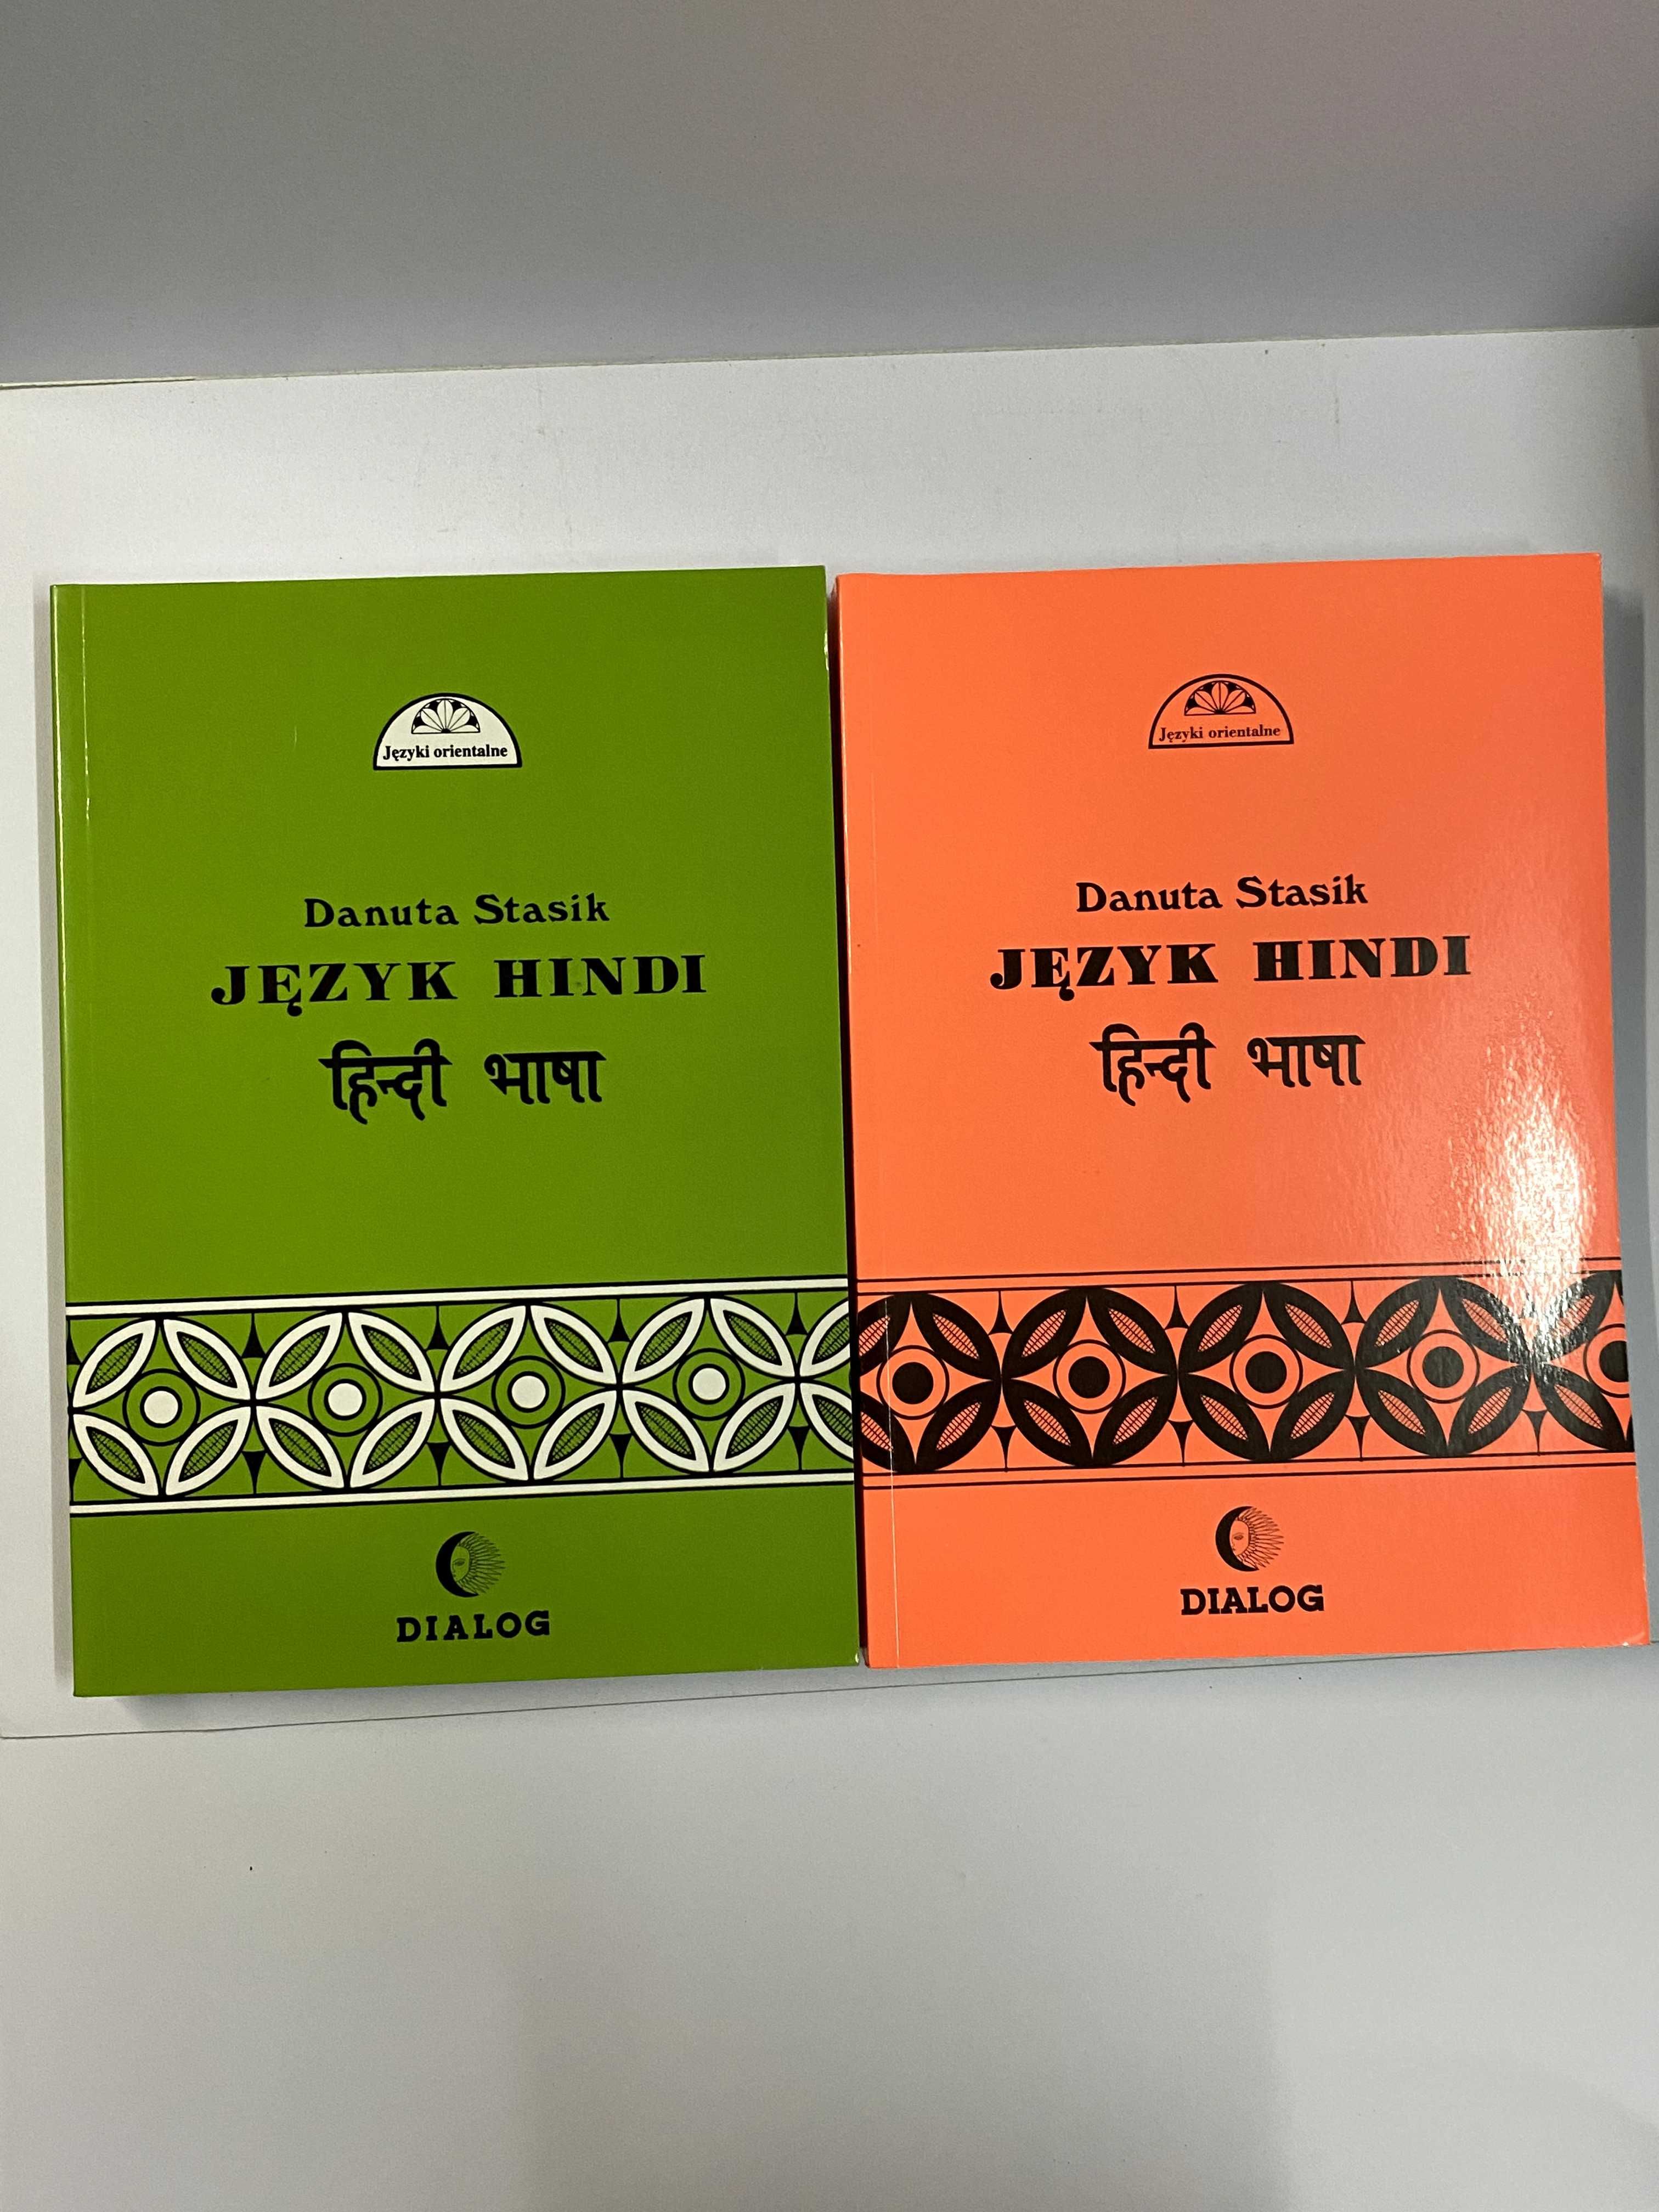 Języki orientalne
Danuta Stasik
JĘZYK HINDI
हिन्दी भाषा
DIALOG
Języki orientalne
Danuta Stasik
JĘZYK HINDI
हिन्दी भाषा
DIALOG